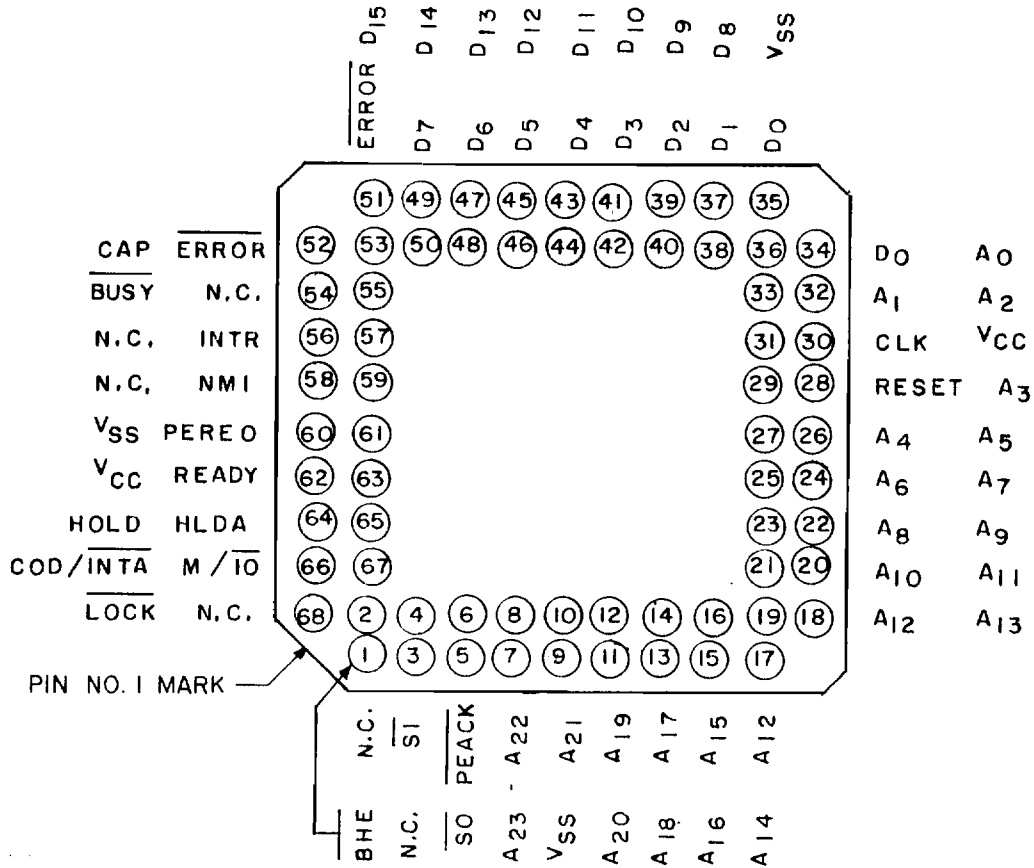 D15 D14 D13 D12 D11 D10 D9 D8 VSS
ERROR D7 D6 D5 D4 D3 D2 D1 D0
51 49 47 45 43 41 39 37 35
CAP ERROR 52 53 50 48 46 44 42 40 38 36 34 D0 A0
BUSY N.C. 54 55 33 32 A1 A2
N.C. INTR 56 57 31 30 CLK VCC
N.C. NMI 58 59 29 28 RESET A3
VSS PEREO 60 61 27 26 A4 A5
VCC READY 62 63 25 24 A6 A7
HOLD HLDA 64 65 23 22 A8 A9
COD/INTA M/IO 66 67 21 20 A10 A11
LOCK N.C. 68 2 4 6 8 10 12 14 16 19 18 A12 A13
1 3 5 7 9 11 13 15 17
PIN NO. 1 MARK
N.C. S1 PEACK A22 A21 A19 A17 A15 A12
BHE N.C. S0 A23 VSS A20 A18 A16 A14